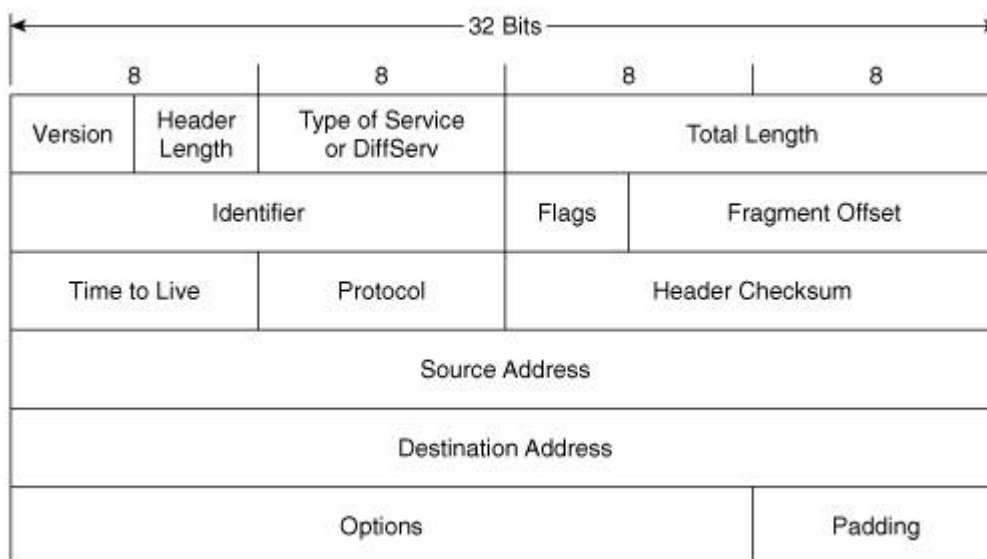 32 Bits
8 8 8 8
Version Header Length Type of Service or DiffServ Total Length
Identifier Flags Fragment Offset
Time to Live Protocol Header Checksum
Source Address
Destination Address
Options Padding